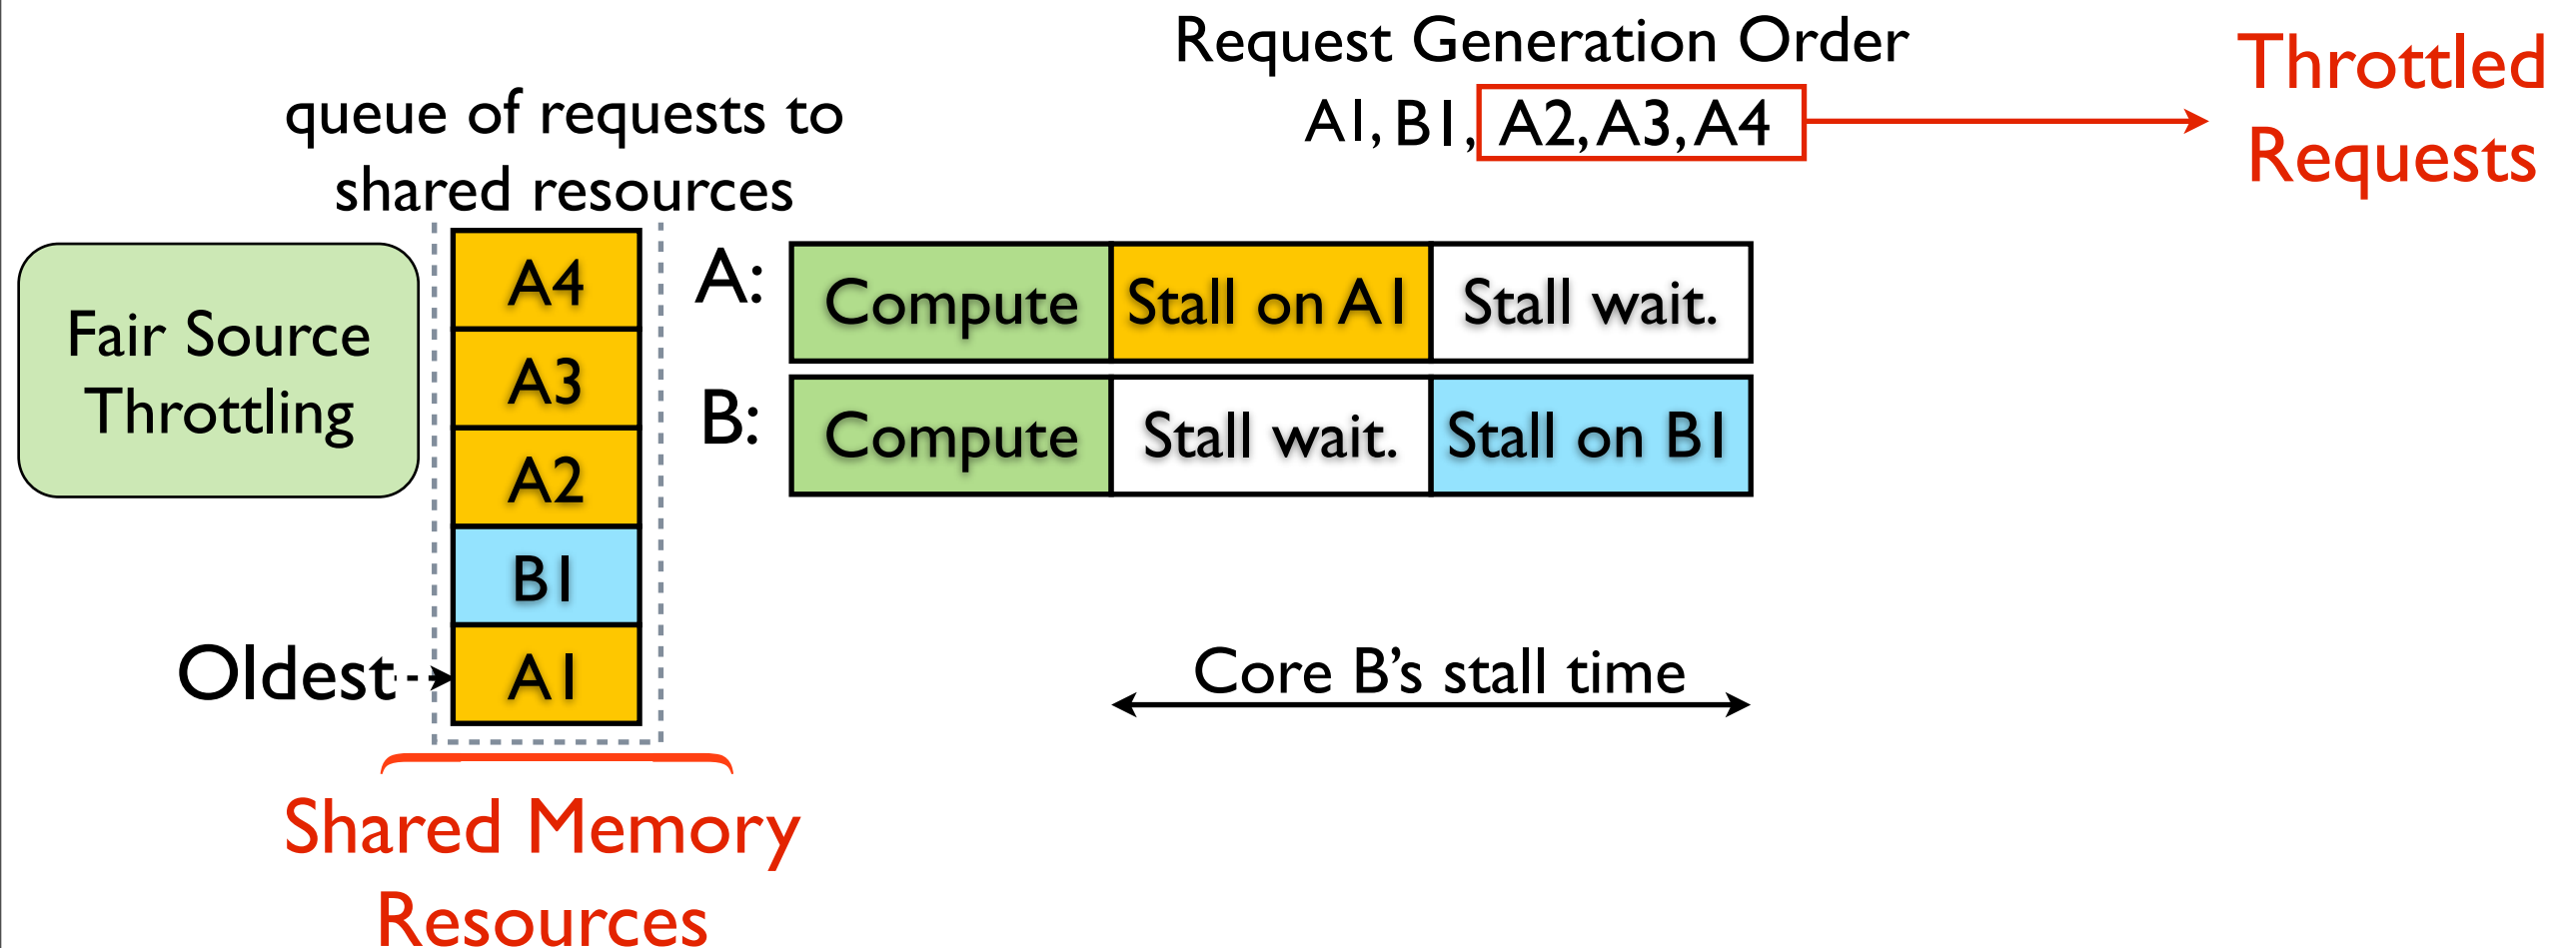 Request Generation Order
A1, B1, A2, A3, A4
Throttled
Requests
queue of requests to
shared resources
Fair Source
Throttling
A4
A3
A2
B1
A1
Oldest
A: Compute Stall on A1 Stall wait.
B: Compute Stall wait. Stall on B1
Core B’s stall time
Shared Memory
Resources